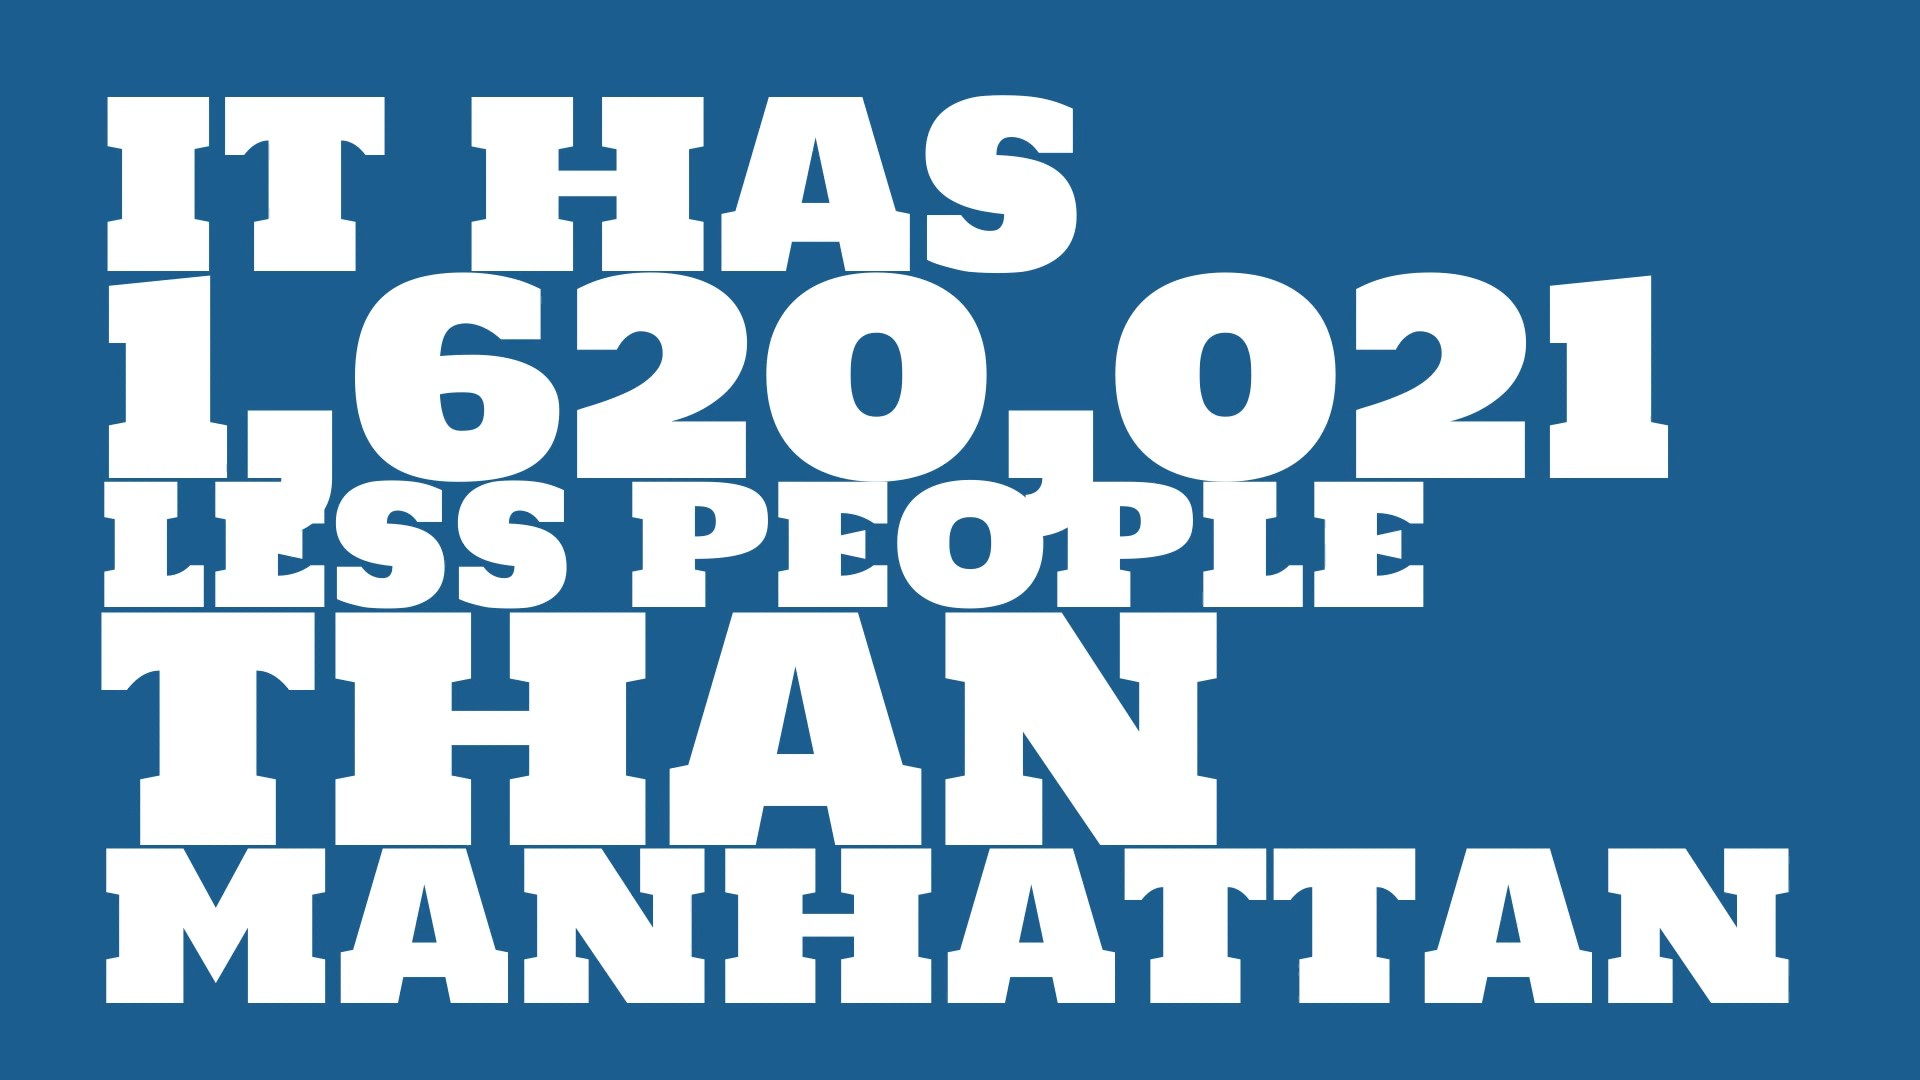 IT HAS
1,620,021
LESS PEOPLE
THAN
MANHATTAN